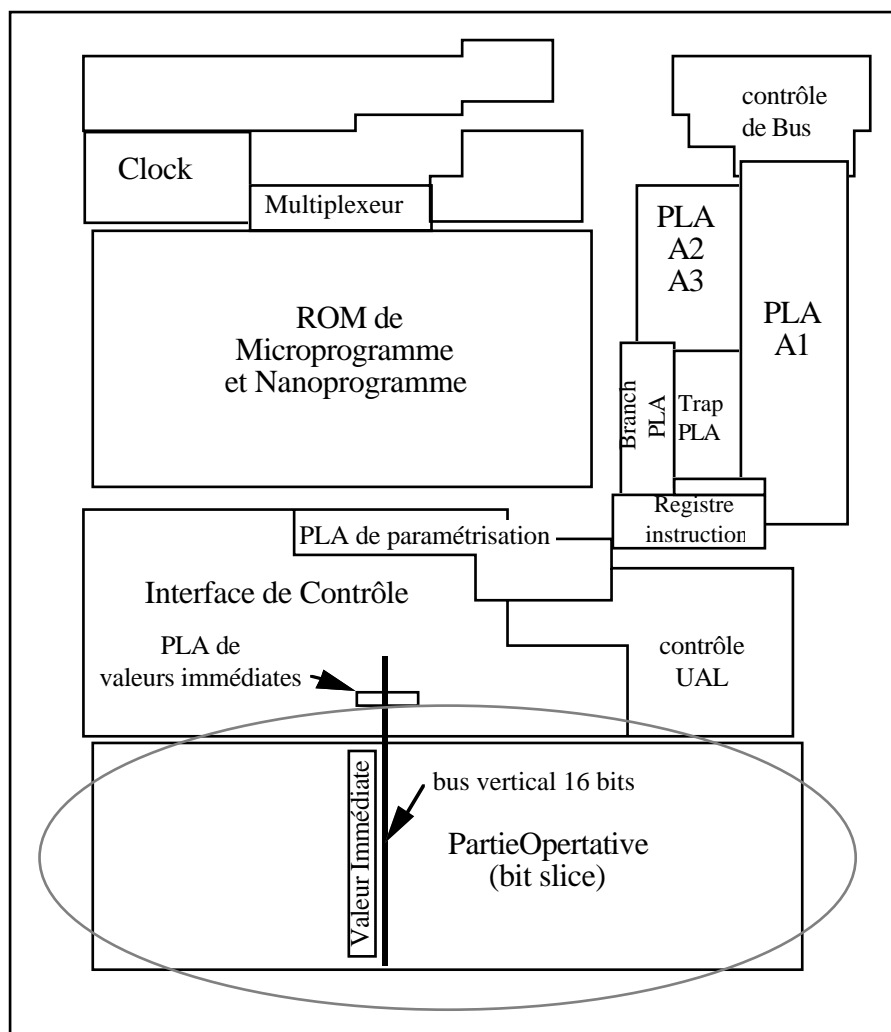 contrôle
de Bus
Clock
Multiplexeur
PLA
A2
A3
PLA
A1
ROM de
Microprogramme
et Nanoprogramme
Branch
PLA
Trap
PLA
Registre
instruction
PLA de paramétrisation
Interface de Contrôle
PLA de
valeurs immédiates
contrôle
UAL
Valeur Immédiate
bus vertical 16 bits
PartieOpertative
(bit slice)